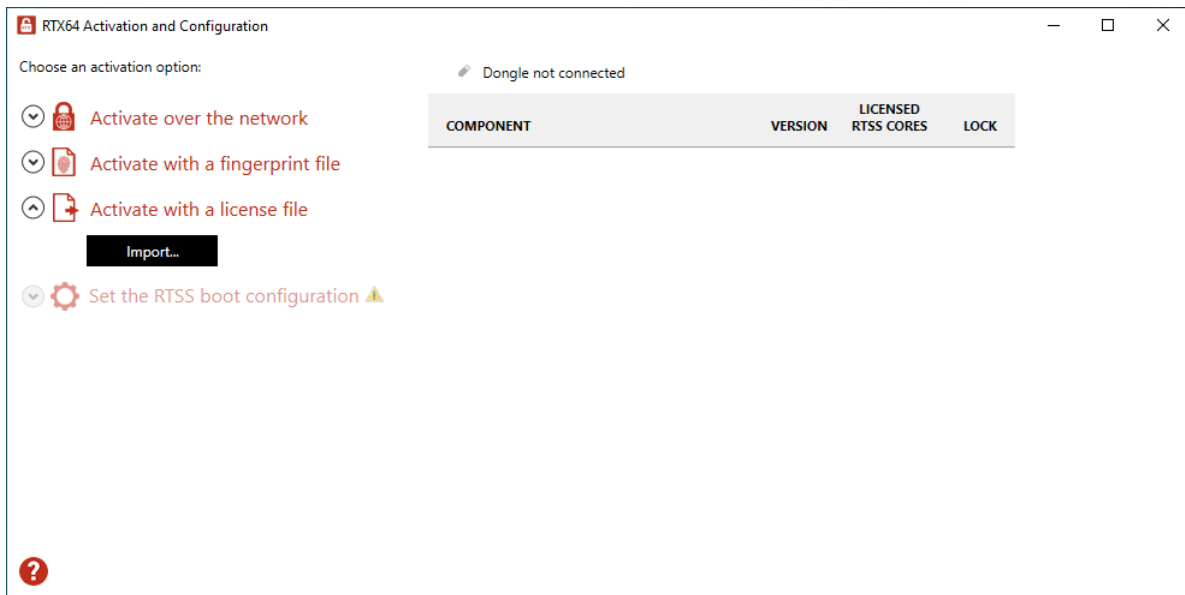 RTX64 Activation and Configuration
Choose an activation option:
Activate over the network
Activate with a fingerprint file
Activate with a license file
Import...
Set the RTSS boot configuration
Dongle not connected
COMPONENT
VERSION
LICENSED
RTSS CORES
LOCK
?